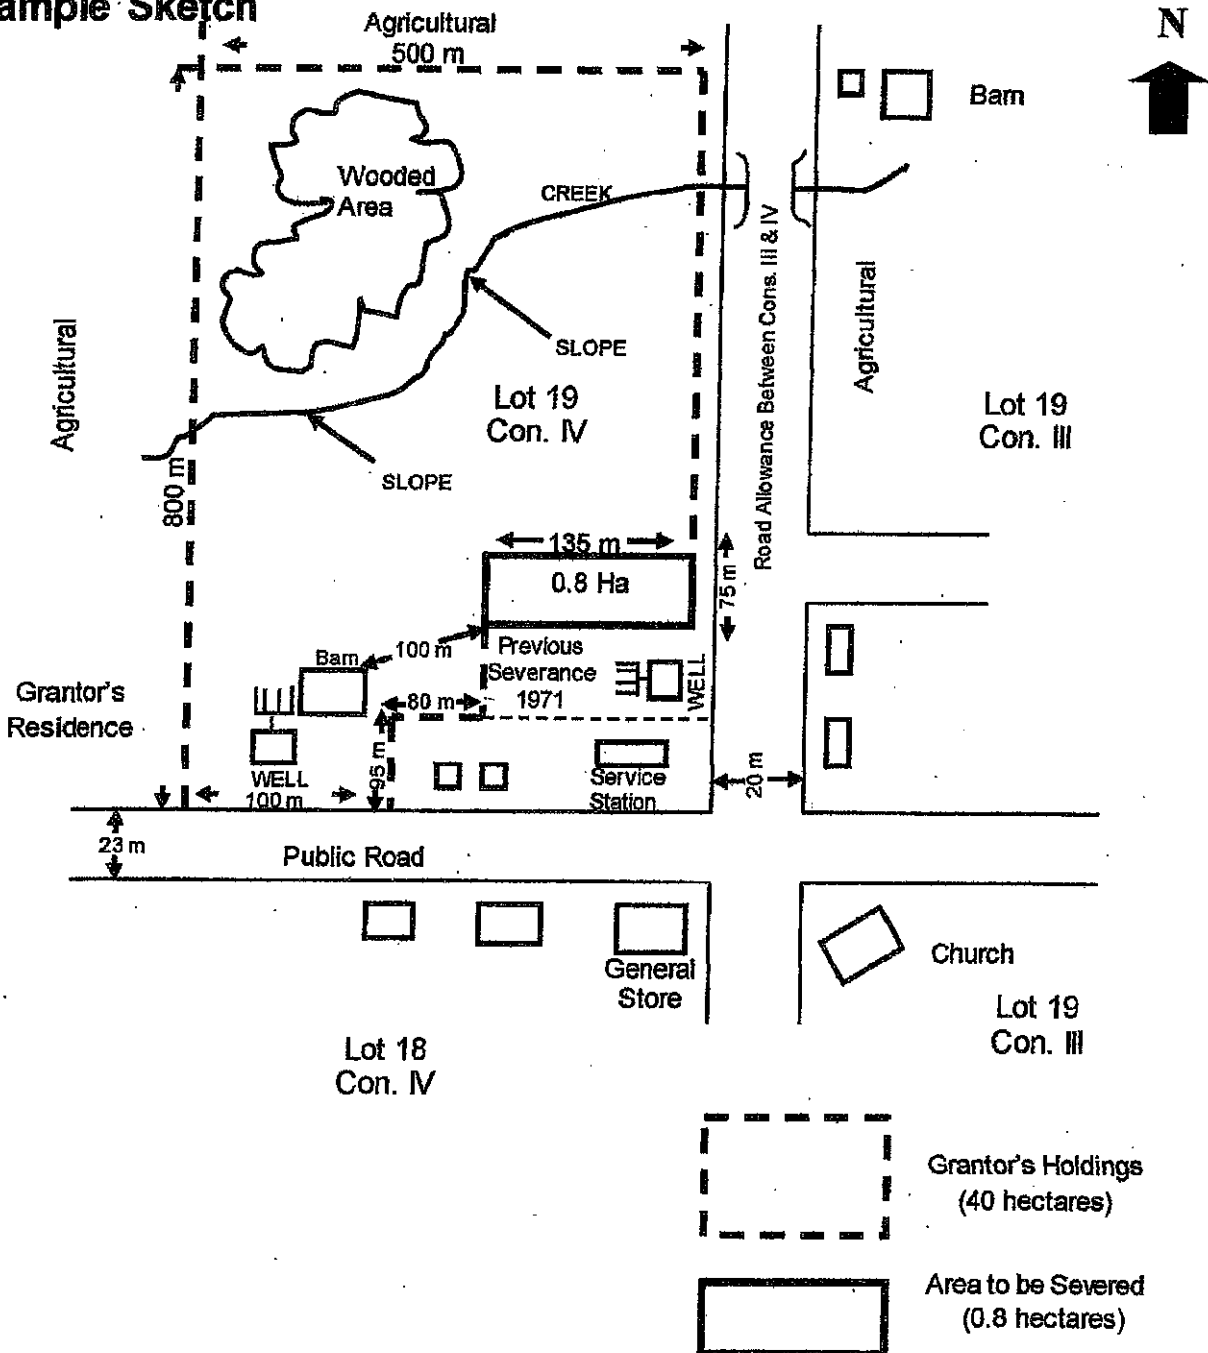 ample Sketch
N
Agricultural
500 m
Barn
Wooded
Area
CREEK
Road Allowance Between Cons. III & IV
Agricultural
Agricultural
SLOPE
Lot 19
Con. IV
Lot 19
Con. III
SLOPE
800 m
135 m
0.8 Ha
75 m
Previous
Severance
1971
100 m
Barn
WELL
Grantor's
Residence
80 m
95 m
WELL
100 m
Service
Station
20 m
23 m
Public Road
General
Store
Church
Lot 19
Con. III
Lot 18
Con. IV
Grantor's Holdings
(40 hectares)
Area to be Severed
(0.8 hectares)